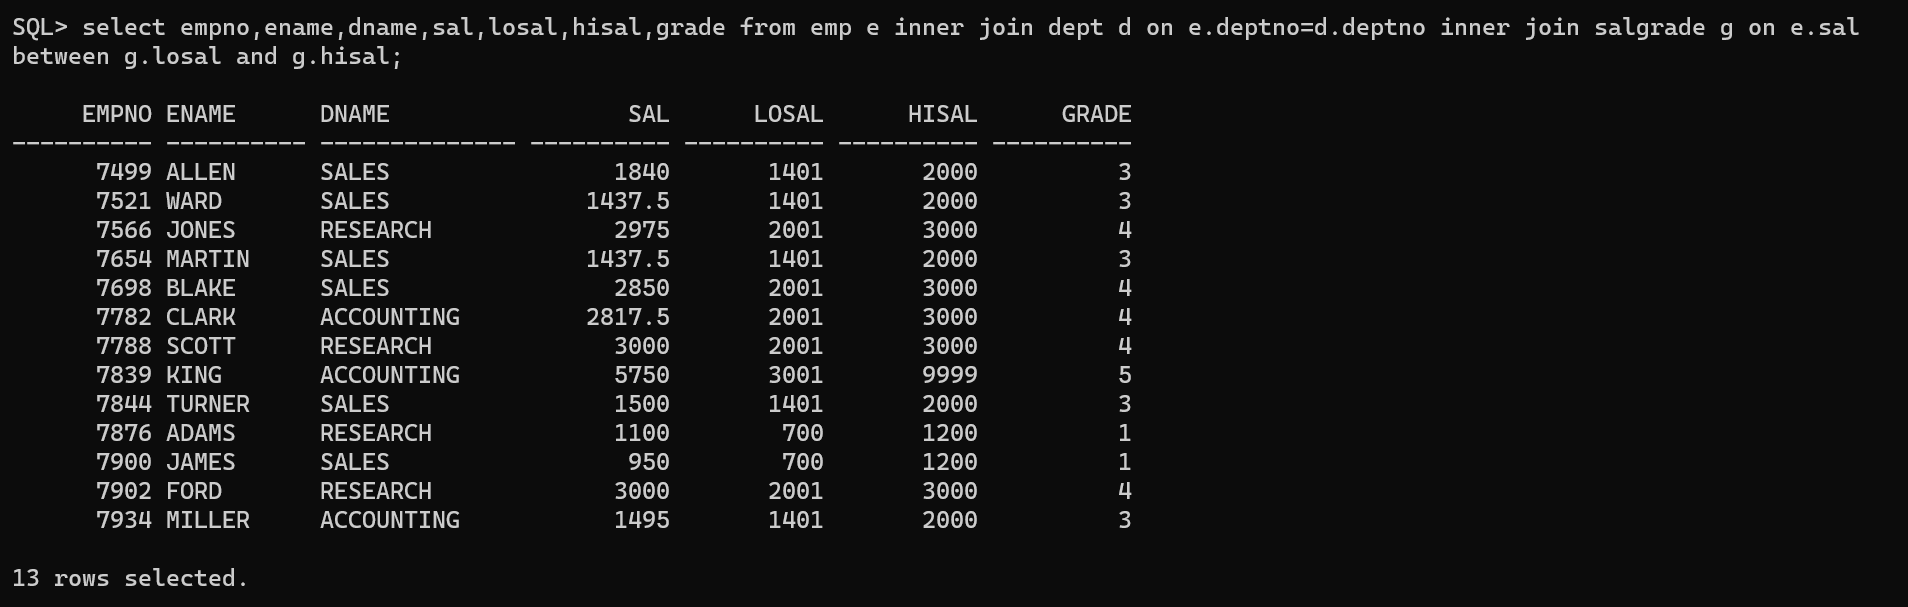 SQL> select empno,ename,dname,sal,losal,hisal,grade from emp e inner join dept d on e.deptno=d.deptno inner join salgrade g on e.sal
between g.losal and g.hisal;

     EMPNO ENAME      DNAME                 SAL      LOSAL      HISAL      GRADE
---------- ---------- -------------- ---------- ---------- ---------- ----------
      7499 ALLEN      SALES                1840       1401       2000          3
      7521 WARD       SALES              1437.5       1401       2000          3
      7566 JONES      RESEARCH             2975       2001       3000          4
      7654 MARTIN     SALES              1437.5       1401       2000          3
      7698 BLAKE      SALES                2850       2001       3000          4
      7782 CLARK      ACCOUNTING         2817.5       2001       3000          4
      7788 SCOTT      RESEARCH             3000       2001       3000          4
      7839 KING       ACCOUNTING           5750       3001       9999          5
      7844 TURNER     SALES                1500       1401       2000          3
      7876 ADAMS      RESEARCH             1100        700       1200          1
      7900 JAMES      SALES                 950        700       1200          1
      7902 FORD       RESEARCH             3000       2001       3000          4
      7934 MILLER     ACCOUNTING           1495       1401       2000          3

13 rows selected.